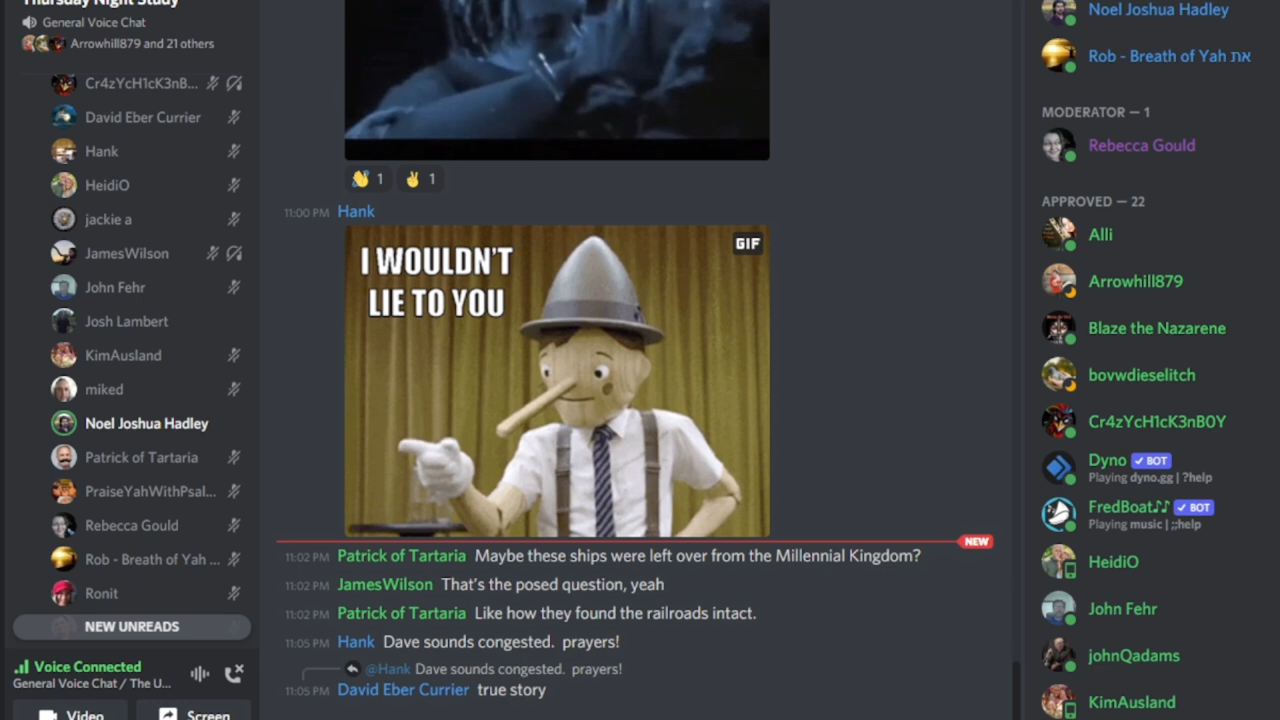 Thursday Night Study
General Voice Chat
Arrowhill879 and 21 others
Cr4zYcH1cK3nB...
David Eber Currier
Hank
HeidiO
jackie a
JamesWilson
John Fehr
Josh Lambert
KimAusland
miked
Noel Joshua Hadley
Patrick of Tartaria
PraiseYahWithPsal...
Rebecca Gould
Rob - Breath of Yah ...
Ronit
NEW UNREADS
Voice Connected
General Voice Chat / The U...
Video
Screen
1 1
11:00 PM Hank
I WOULDN'T
LIE TO YOU
GIF
NEW
11:02 PM Patrick of Tartaria Maybe these ships were left over from the Millennial Kingdom?
11:02 PM JamesWilson That's the posed question, yeah
11:02 PM Patrick of Tartaria Like how they found the railroads intact.
11:05 PM Hank Dave sounds congested. prayers!
@Hank Dave sounds congested. prayers!
11:05 PM David Eber Currier true story
Noel Joshua Hadley
Rob - Breath of Yah את
MODERATOR — 1
Rebecca Gould
APPROVED — 22
Alli
Arrowhill879
Blaze the Nazarene
bovwdieselitch
Cr4zYcH1cK3nB0Y
Dyno ✓ BOT
Playing dyno.gg | ?help
FredBoat♪♪ ✓ BOT
Playing music | ;;help
HeidiO
John Fehr
johnQadams
KimAusland